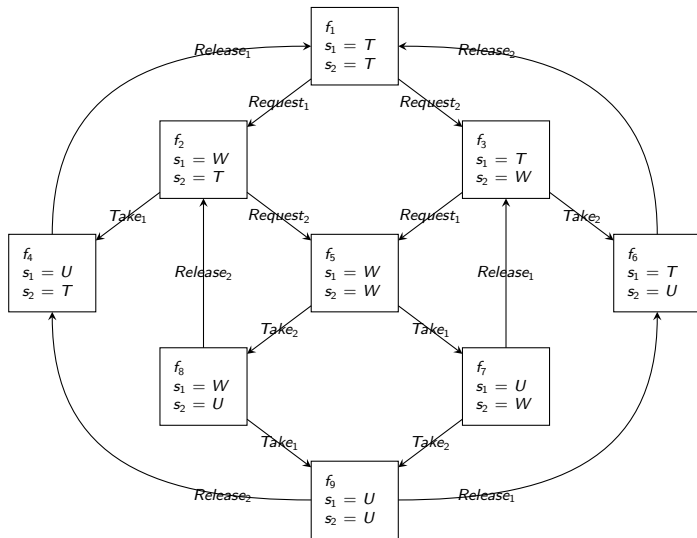 f₁
s₁ = T
s₂ = T
Release₁
Release₂
Request₁
Request₂
f₂
s₁ = W
s₂ = T
f₃
s₁ = T
s₂ = W
Take₁
Request₂
Request₁
Take₂
f₄
s₁ = U
s₂ = T
Release₂
f₅
s₁ = W
s₂ = W
Release₁
f₆
s₁ = T
s₂ = U
Take₂
Take₁
f₈
s₁ = W
s₂ = U
f₇
s₁ = U
s₂ = W
Take₁
Take₂
f₉
s₁ = U
s₂ = U
Release₂
Release₁